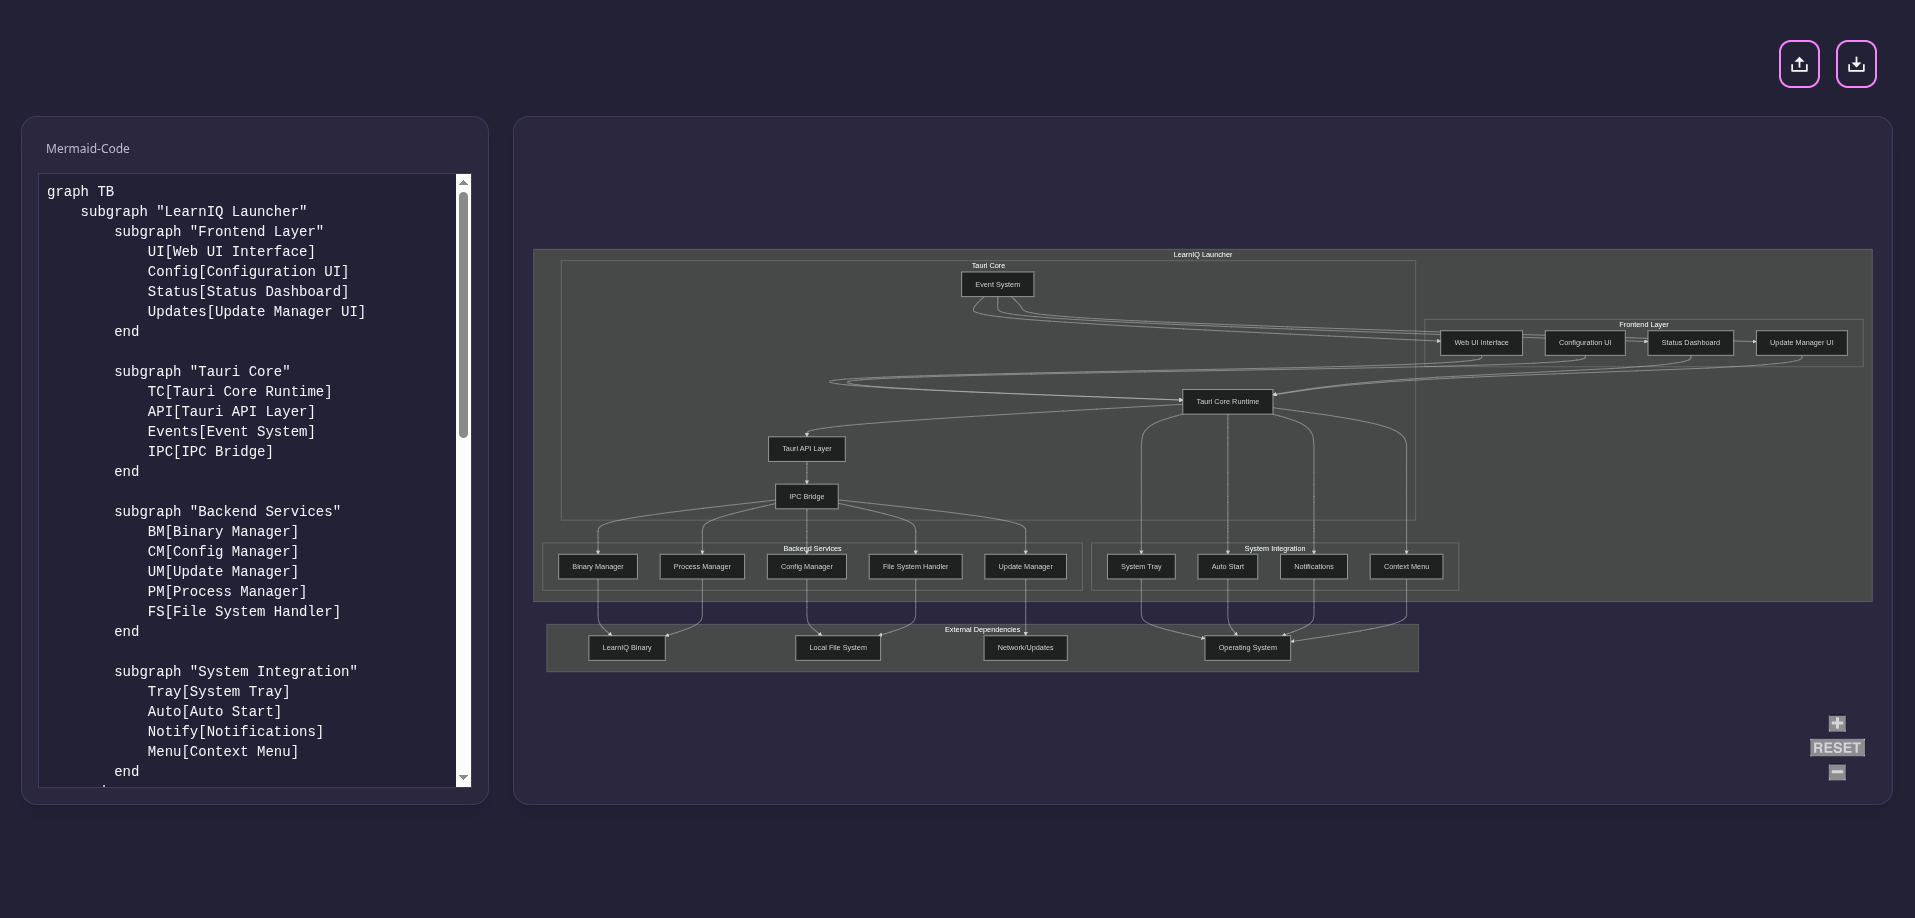 Mermaid-Code
graph TB
    subgraph "LearnIQ Launcher"
        subgraph "Frontend Layer"
            UI[Web UI Interface]
            Config[Configuration UI]
            Status[Status Dashboard]
            Updates[Update Manager UI]
        end
        subgraph "Tauri Core"
            TC[Tauri Core Runtime]
            API[Tauri API Layer]
            Events[Event System]
            IPC[IPC Bridge]
        end
        subgraph "Backend Services"
            BM[Binary Manager]
            CM[Config Manager]
            UM[Update Manager]
            PM[Process Manager]
            FS[File System Handler]
        end
        subgraph "System Integration"
            Tray[System Tray]
            Auto[Auto Start]
            Notify[Notifications]
            Menu[Context Menu]
        end
LearnIQ Launcher
Tauri Core
Event System
Frontend Layer
Web UI Interface
Configuration UI
Status Dashboard
Update Manager UI
Tauri Core Runtime
Tauri API Layer
IPC Bridge
Backend Services
System Integration
Binary Manager
Process Manager
Config Manager
File System Handler
Update Manager
System Tray
Auto Start
Notifications
Context Menu
External Dependencies
LearnIQ Binary
Local File System
Network/Updates
Operating System
RESET